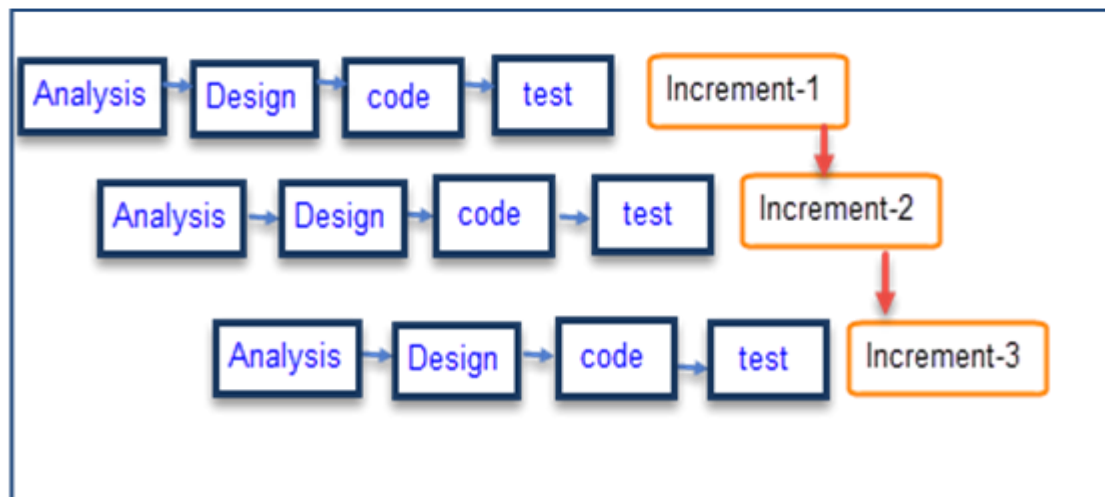 Analysis Design code test Increment-1
Analysis Design code test Increment-2
Analysis Design code test Increment-3